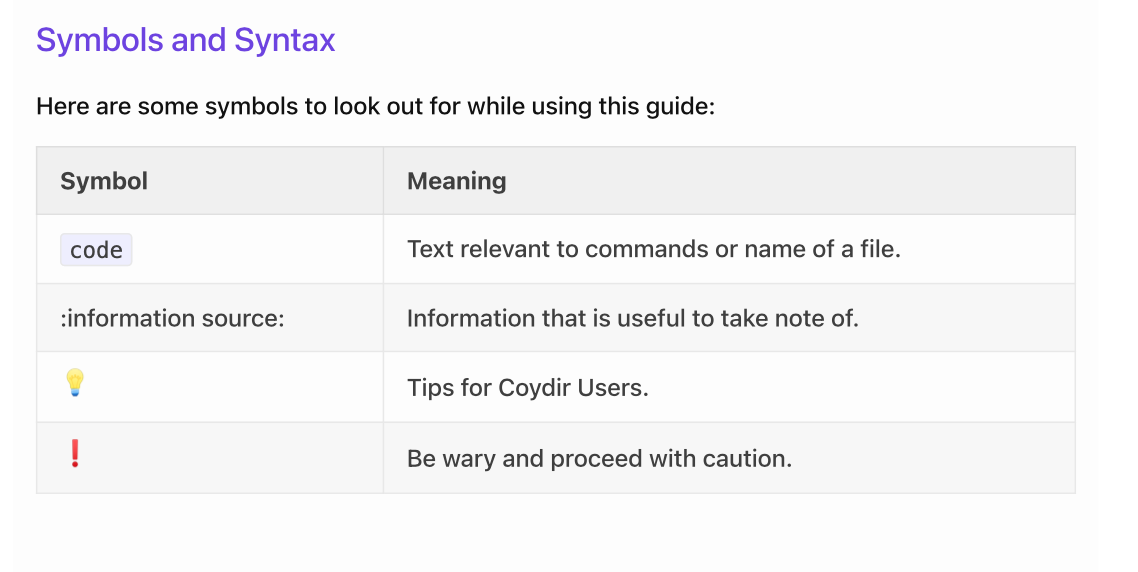 Symbols and Syntax
Here are some symbols to look out for while using this guide:
Symbol Meaning
code Text relevant to commands or name of a file.
:information source: Information that is useful to take note of.
💡 Tips for Coydir Users.
❗ Be wary and proceed with caution.